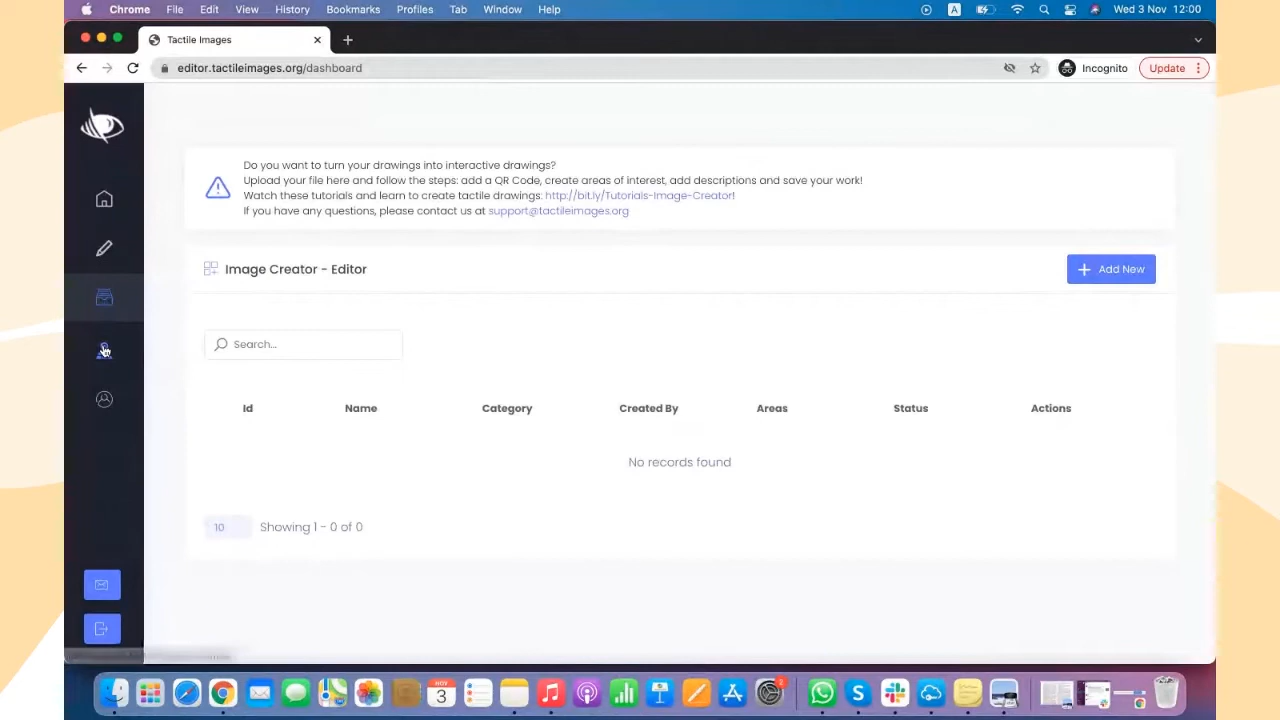 Chrome File Edit View History Bookmarks Profiles Tab Window Help A Wed 3 Nov 12:00
Tactile Images
editor.tactileimages.org/dashboard Incognito Update
Do you want to turn your drawings into interactive drawings?
Upload your file here and follow the steps: add a QR Code, create areas of interest, add descriptions and save your work!
Watch these tutorials and learn to create tactile drawings: http://bit.ly/Tutorials-Image-Creator!
If you have any questions, please contact us at support@tactileimages.org
Image Creator - Editor
Add New
Search...
Id Name Category Created By Areas Status Actions
No records found
10 Showing 1 - 0 of 0
NOV
3